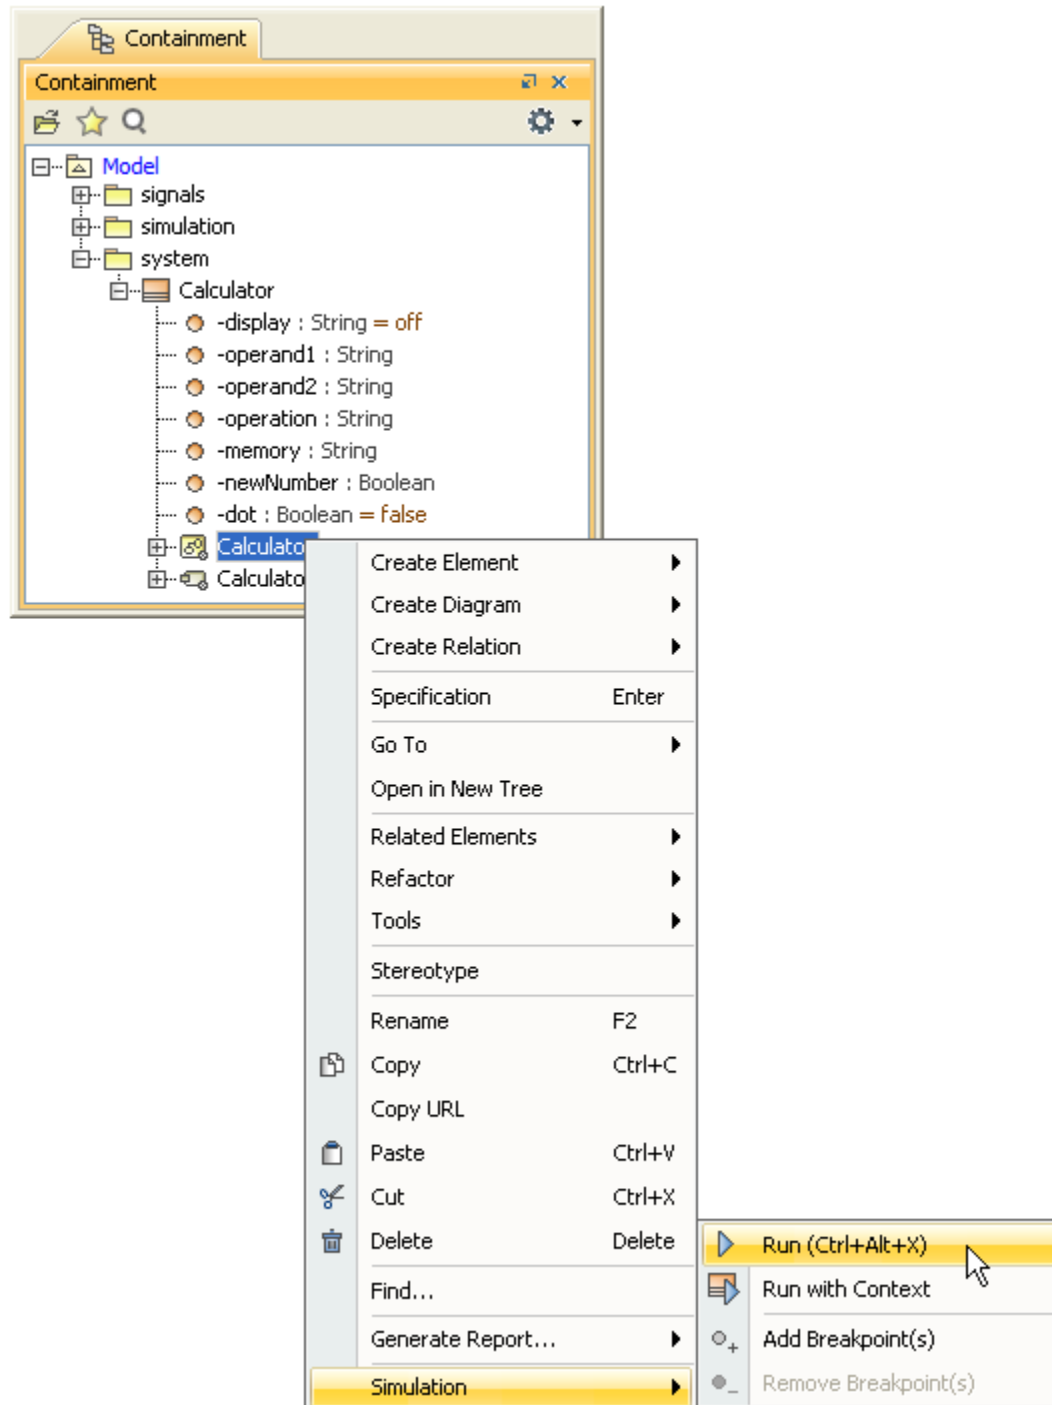 Containment
Containment
Model
signals
simulation
system
Calculator
-display : String = off
-operand1 : String
-operand2 : String
-operation : String
-memory : String
-newNumber : Boolean
-dot : Boolean = false
Calculato
Calculato
Create Element
Create Diagram
Create Relation
Specification Enter
Go To
Open in New Tree
Related Elements
Refactor
Tools
Stereotype
Rename F2
Copy Ctrl+C
Copy URL
Paste Ctrl+V
Cut Ctrl+X
Delete Delete
Find...
Generate Report...
Simulation
Run (Ctrl+Alt+X)
Run with Context
Add Breakpoint(s)
Remove Breakpoint(s)